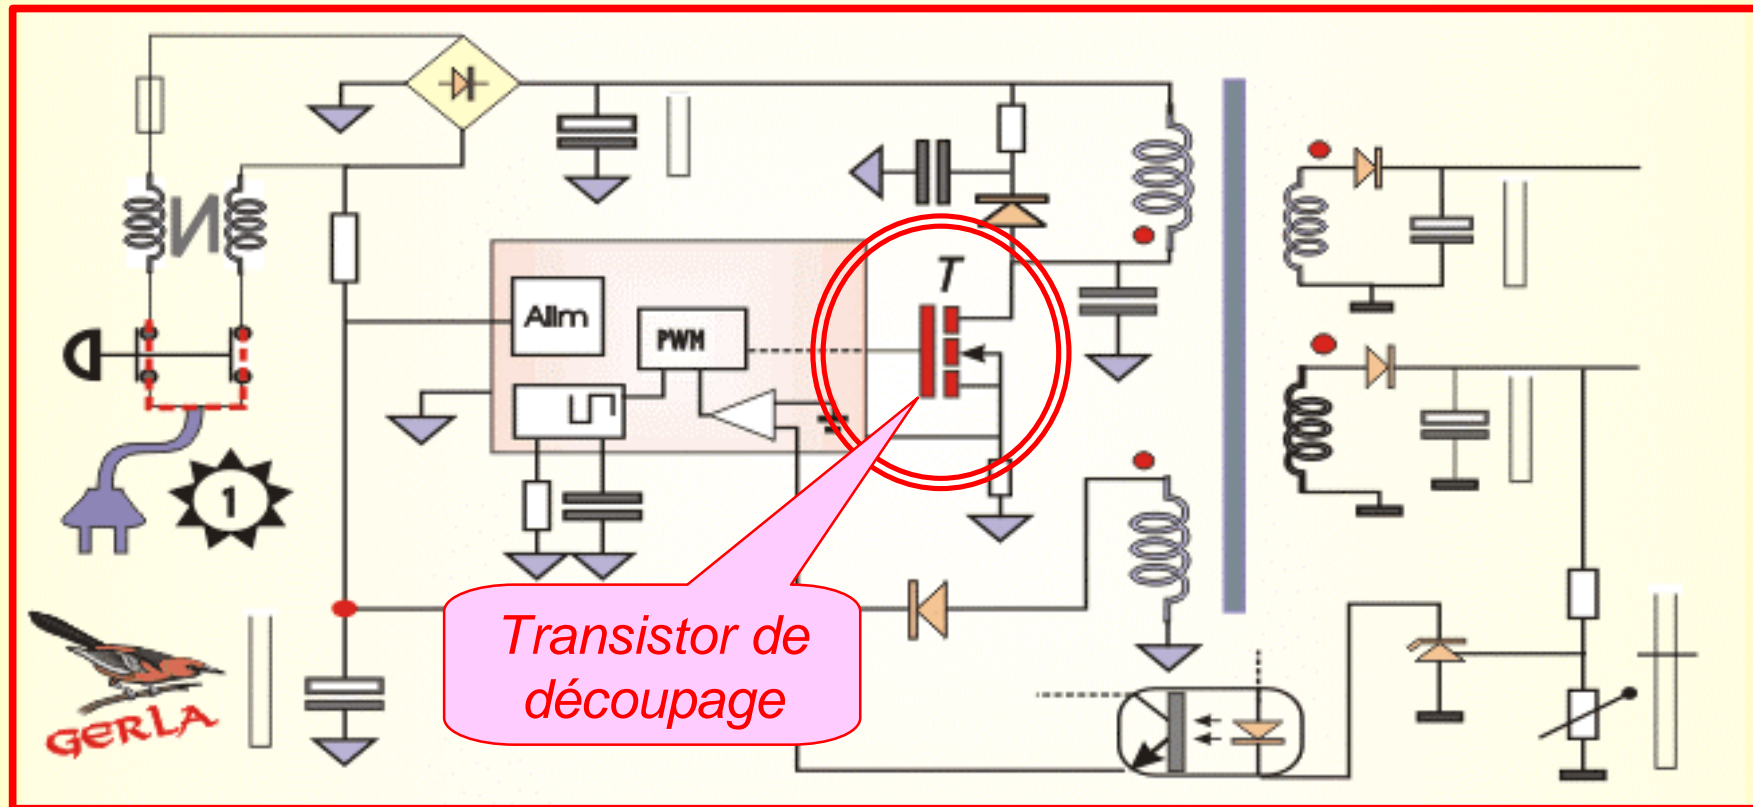 T
Alim
PWM
1
Transistor de
découpage
GERLA